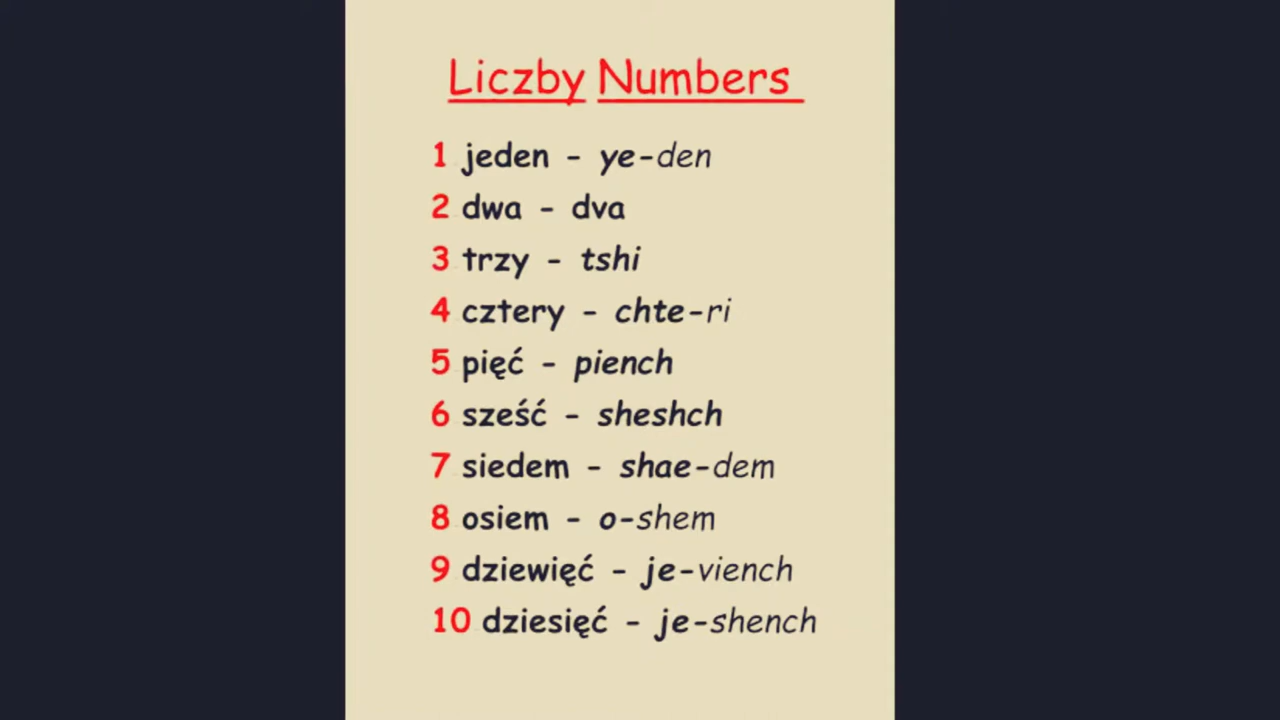 Liczby Numbers
1 jeden - ye-den
2 dwa - dva
3 trzy - tshi
4 cztery - chte-ri
5 pięć - piench
6 sześć - sheshch
7 siedem - shae-dem
8 osiem - o-shem
9 dziewięć - je-viench
10 dziesięć - je-shench